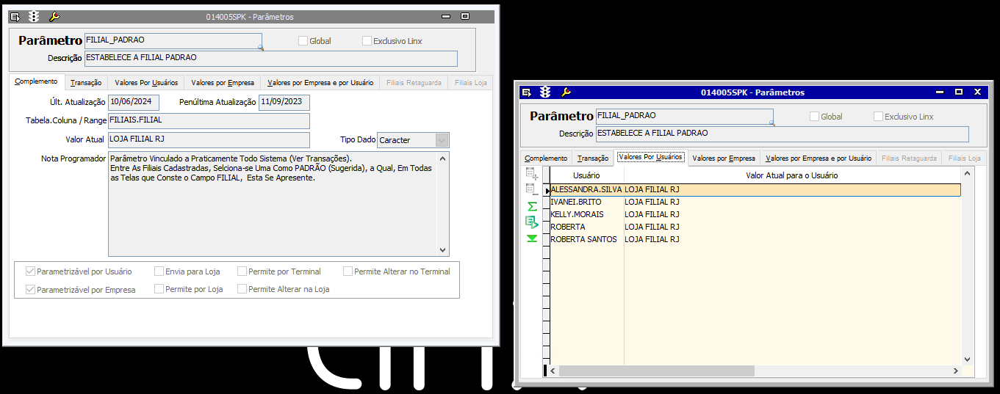 014005SPK - Parâmetros
Parâmetro FILIAL_PADRAO Global Exclusivo Linx
Descrição ESTABELECE A FILIAL PADRAO
Complemento Transação Valores Por Usuários Valores por Empresa Valores por Empresa e por Usuário Filiais Retaguarda Filiais Loja
Últ. Atualização 10/06/2024 Penúltima Atualização 11/09/2023
Tabela.Coluna / Range FILIAIS.FILIAL
Valor Atual LOJA FILIAL RJ Tipo Dado Caracter
Nota Programador Parâmetro Vinculado a Praticamente Todo Sistema (Ver Transações).
Entre As Filiais Cadastradas, Selciona-se Uma Como PADRÃO (Sugerida), a Qual, Em Todas
as Telas que Conste o Campo FILIAL, Esta Se Apresente.
Parametrizável por Usuário Envia para Loja Permite por Terminal Permite Alterar no Terminal
Parametrizável por Empresa Permite por Loja Permite Alterar na Loja
014005SPK - Parâmetros
Parâmetro FILIAL_PADRAO Global Exclusivo Linx
Descrição ESTABELECE A FILIAL PADRAO
Complemento Transação Valores Por Usuários Valores por Empresa Valores por Empresa e por Usuário Filiais Retaguarda Filiais Loja
Usuário Valor Atual para o Usuário
ALESSANDRA.SILVA LOJA FILIAL RJ
IVANEI.BRITO LOJA FILIAL RJ
KELLY.MORAIS LOJA FILIAL RJ
ROBERTA LOJA FILIAL RJ
ROBERTA SANTOS LOJA FILIAL RJ